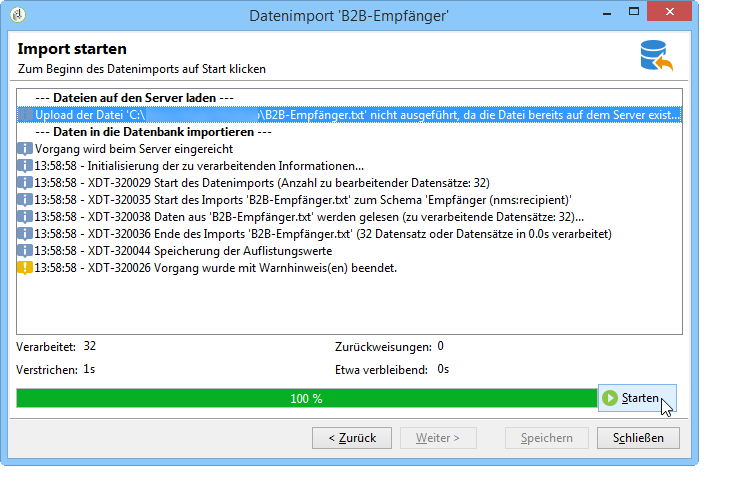 Datenimport 'B2B-Empfänger'
Import starten
Zum Beginn des Datenimports auf Start klicken
--- Dateien auf den Server laden ---
Upload der Datei 'C:\ \B2B-Empfänger.txt' nicht ausgeführt, da die Datei bereits auf dem Server exist...
--- Daten in die Datenbank importieren ---
Vorgang wird beim Server eingereicht
13:58:58 - Initialisierung der zu verarbeitenden Informationen...
13:58:58 - XDT-320029 Start des Datenimports (Anzahl zu bearbeitender Datensätze: 32)
13:58:58 - XDT-320035 Start des Imports 'B2B-Empfänger.txt' zum Schema 'Empfänger (nms:recipient)'
13:58:58 - XDT-320038 Daten aus 'B2B-Empfänger.txt' werden gelesen (zu verarbeitende Datensätze: 32)...
13:58:58 - XDT-320036 Ende des Imports 'B2B-Empfänger.txt' (32 Datensatz oder Datensätze in 0.0s verarbeitet)
13:58:58 - XDT-320044 Speicherung der Auflistungswerte
13:58:58 - XDT-320026 Vorgang wurde mit Warnhinweis(en) beendet.
Verarbeitet: 32 Zurückweisungen: 0
Verstrichen: 1s Etwa verbleibend: 0s
100 % Starten
< Zurück Weiter > Speichern Schließen